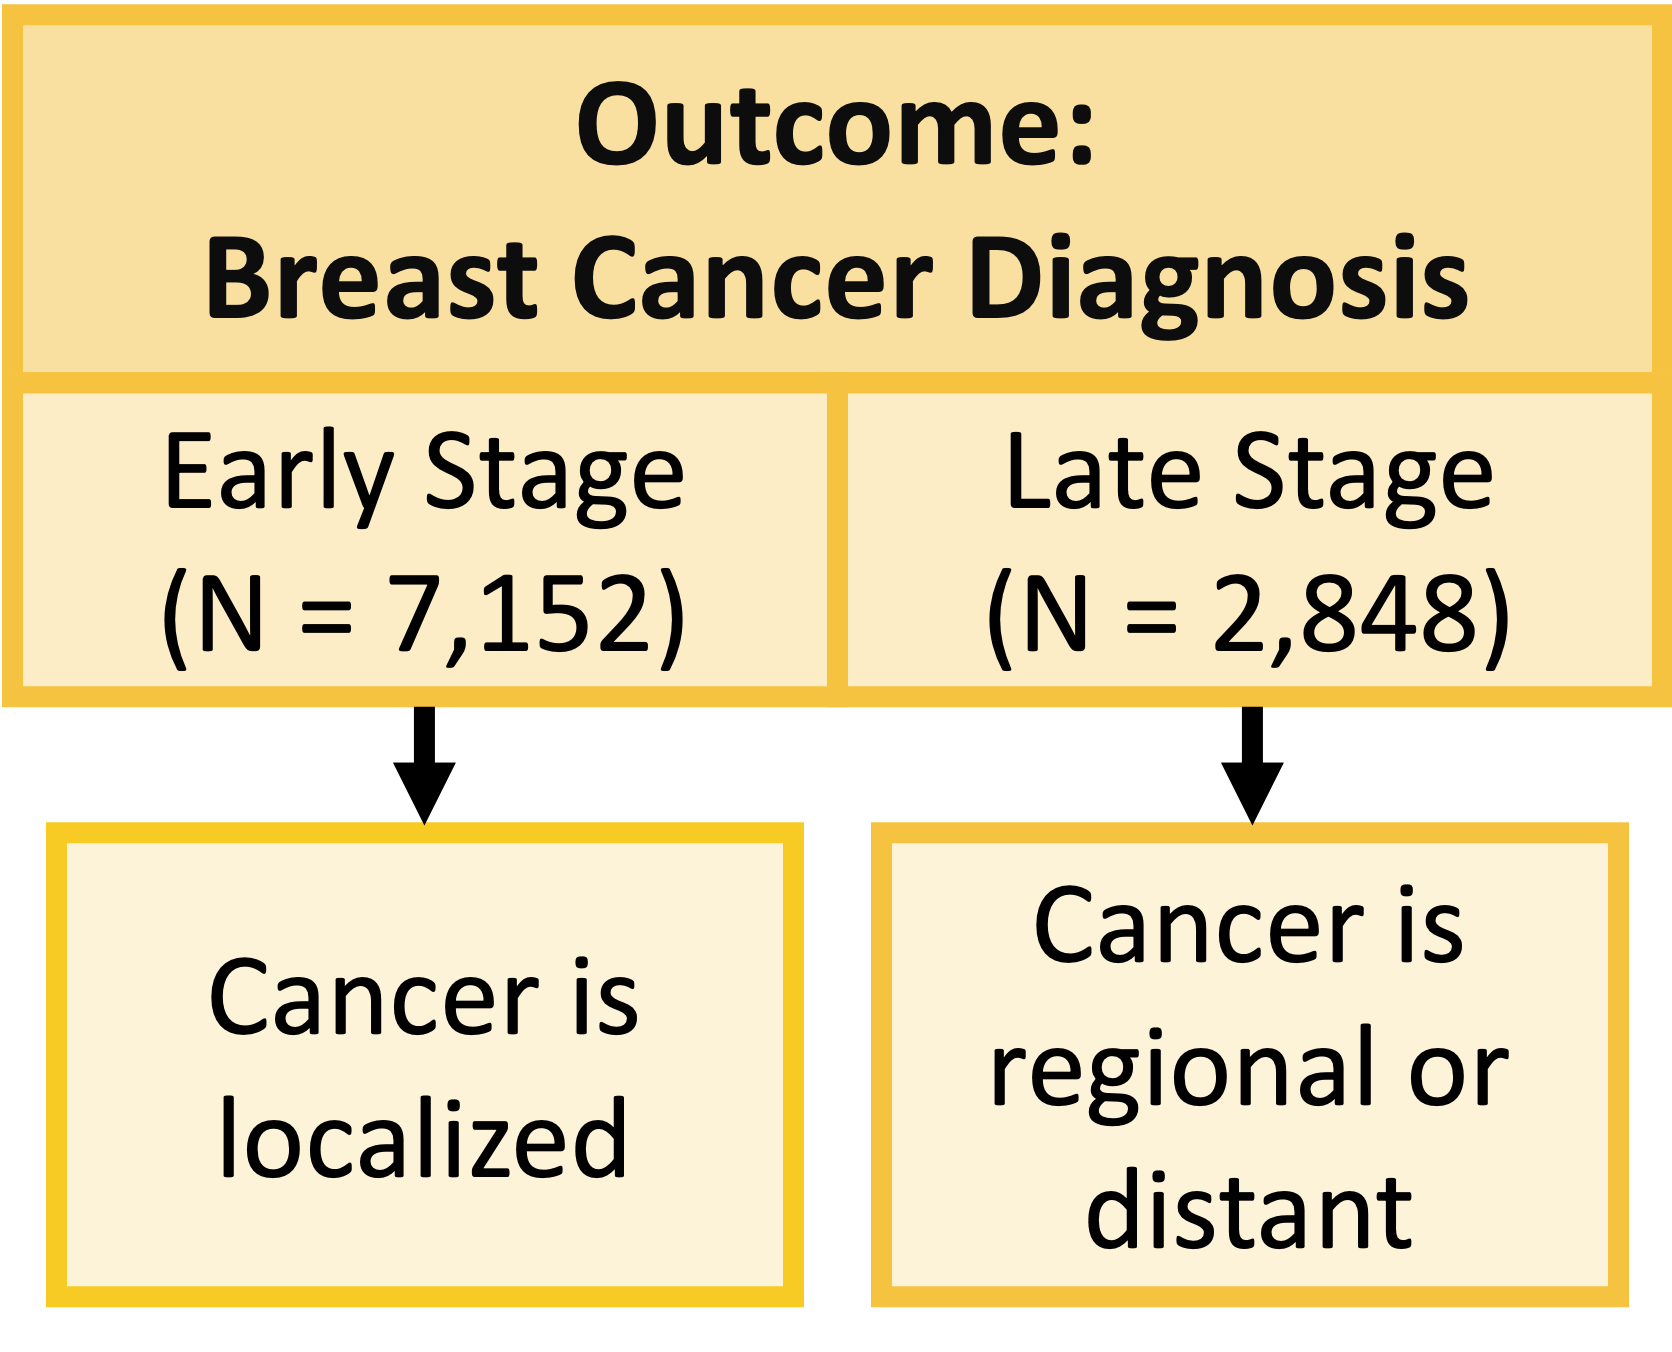 Outcome:
Breast Cancer Diagnosis
Early Stage
(N = 7,152)
Late Stage
(N = 2,848)
Cancer is
localized
Cancer is
regional or
distant